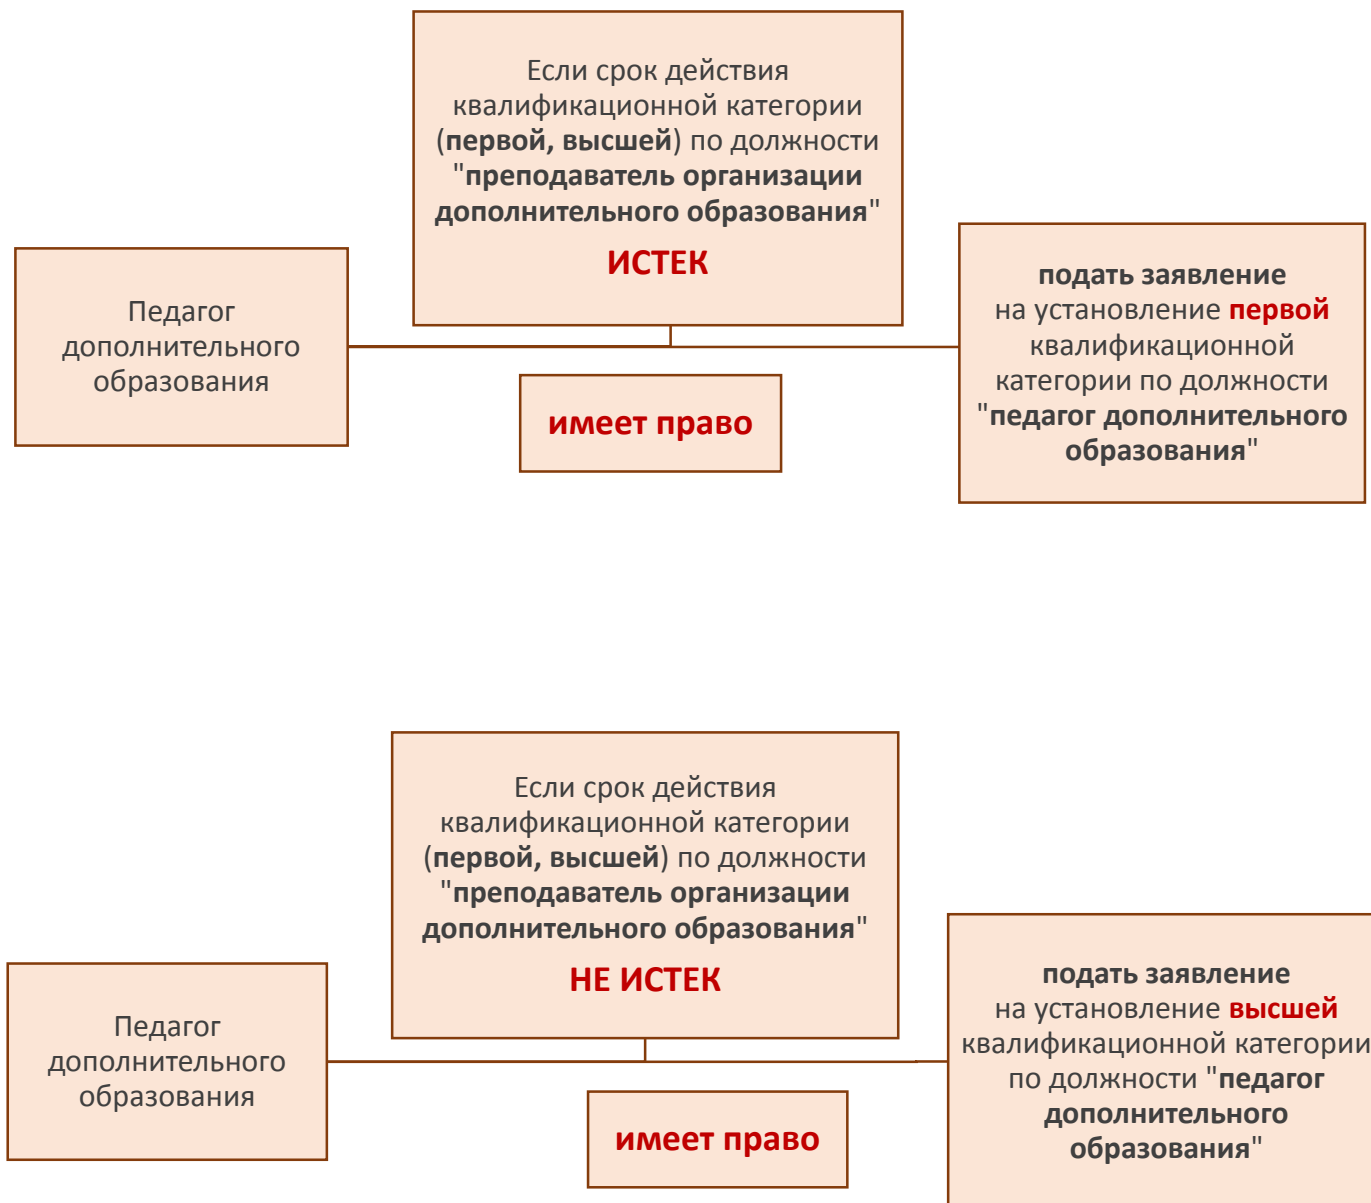 Если срок действия
квалификационной категории
(первой, высшей) по должности
"преподаватель организации
дополнительного образования"
ИСТЕК
Педагог
дополнительного
образования
имеет право
подать заявление
на установление первой
квалификационной
категории по должности
"педагог дополнительного
образования"
Если срок действия
квалификационной категории
(первой, высшей) по должности
"преподаватель организации
дополнительного образования"
НЕ ИСТЕК
Педагог
дополнительного
образования
имеет право
подать заявление
на установление высшей
квалификационной категории
по должности "педагог
дополнительного
образования"